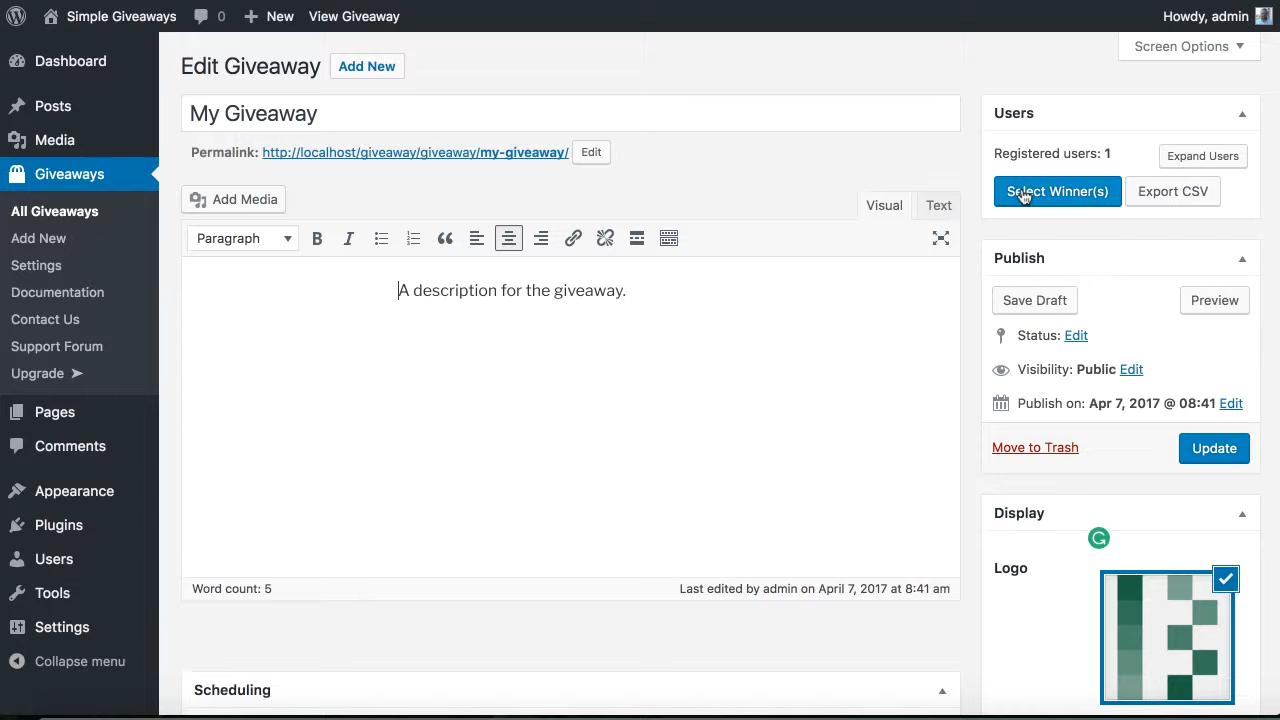 Simple Giveaways 0 New View Giveaway Howdy, admin
Screen Options
Dashboard
Posts
Media
Giveaways
All Giveaways
Add New
Settings
Documentation
Contact Us
Support Forum
Upgrade ➤
Pages
Comments
Appearance
Plugins
Users
Tools
Settings
Collapse menu
Edit Giveaway Add New
My Giveaway
Permalink: http://localhost/giveaway/giveaway/my-giveaway/ Edit
Add Media
Visual Text
Paragraph B I
A description for the giveaway.
Word count: 5 Last edited by admin on April 7, 2017 at 8:41 am
Scheduling
Users
Registered users: 1 Expand Users
Select Winner(s) Export CSV
Publish
Save Draft Preview
Status: Edit
Visibility: Public Edit
Publish on: Apr 7, 2017 @ 08:41 Edit
Move to Trash Update
Display
Logo